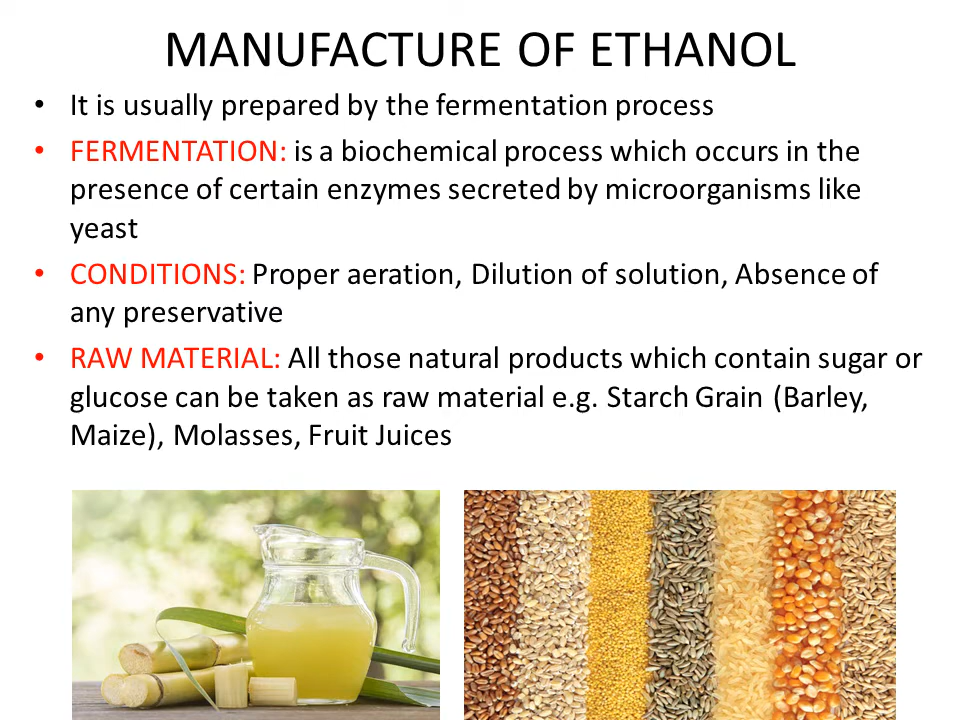 MANUFACTURE OF ETHANOL
• It is usually prepared by the fermentation process
• FERMENTATION: is a biochemical process which occurs in the
presence of certain enzymes secreted by microorganisms like
yeast
• CONDITIONS: Proper aeration, Dilution of solution, Absence of
any preservative
• RAW MATERIAL: All those natural products which contain sugar or
glucose can be taken as raw material e.g. Starch Grain (Barley,
Maize), Molasses, Fruit Juices